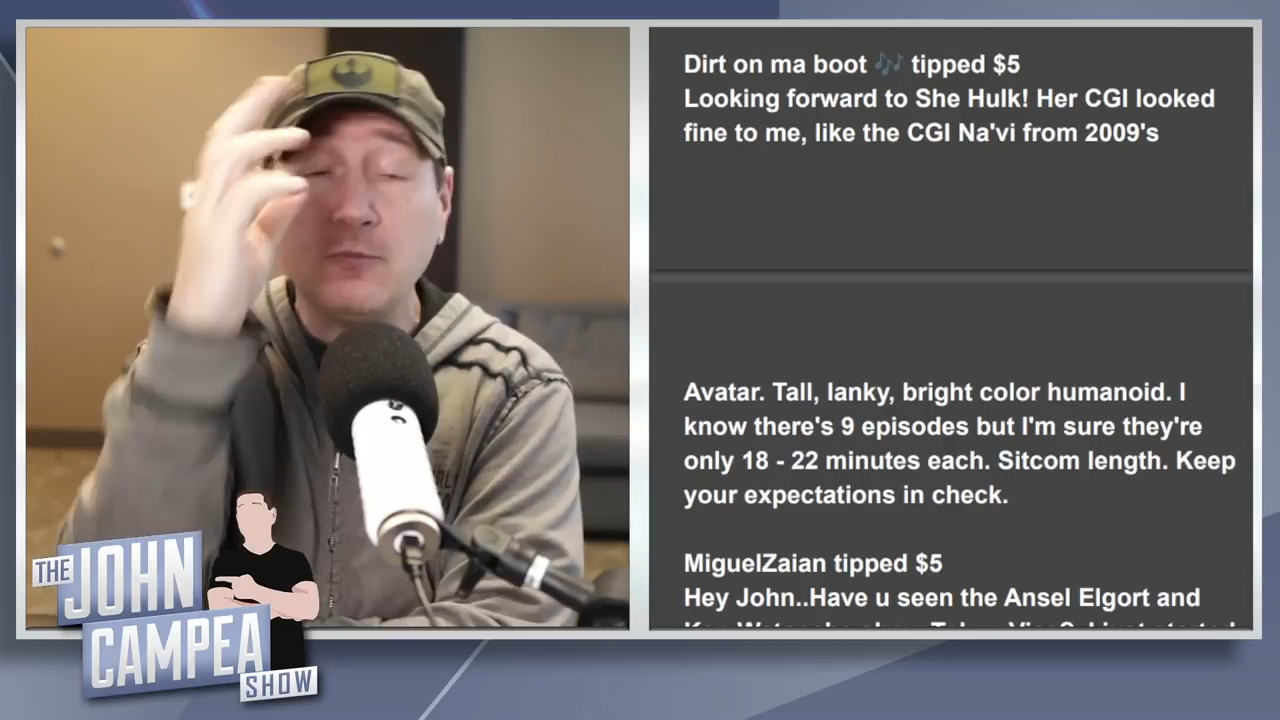 Dirt on ma boot 🎶 tipped $5
Looking forward to She Hulk! Her CGI looked
fine to me, like the CGI Na'vi from 2009's
Avatar. Tall, lanky, bright color humanoid. I
know there's 9 episodes but I'm sure they're
only 18 - 22 minutes each. Sitcom length. Keep
your expectations in check.
MiguelZaian tipped $5
Hey John..Have u seen the Ansel Elgort and
THE
JOHN
CAMPEA
SHOW